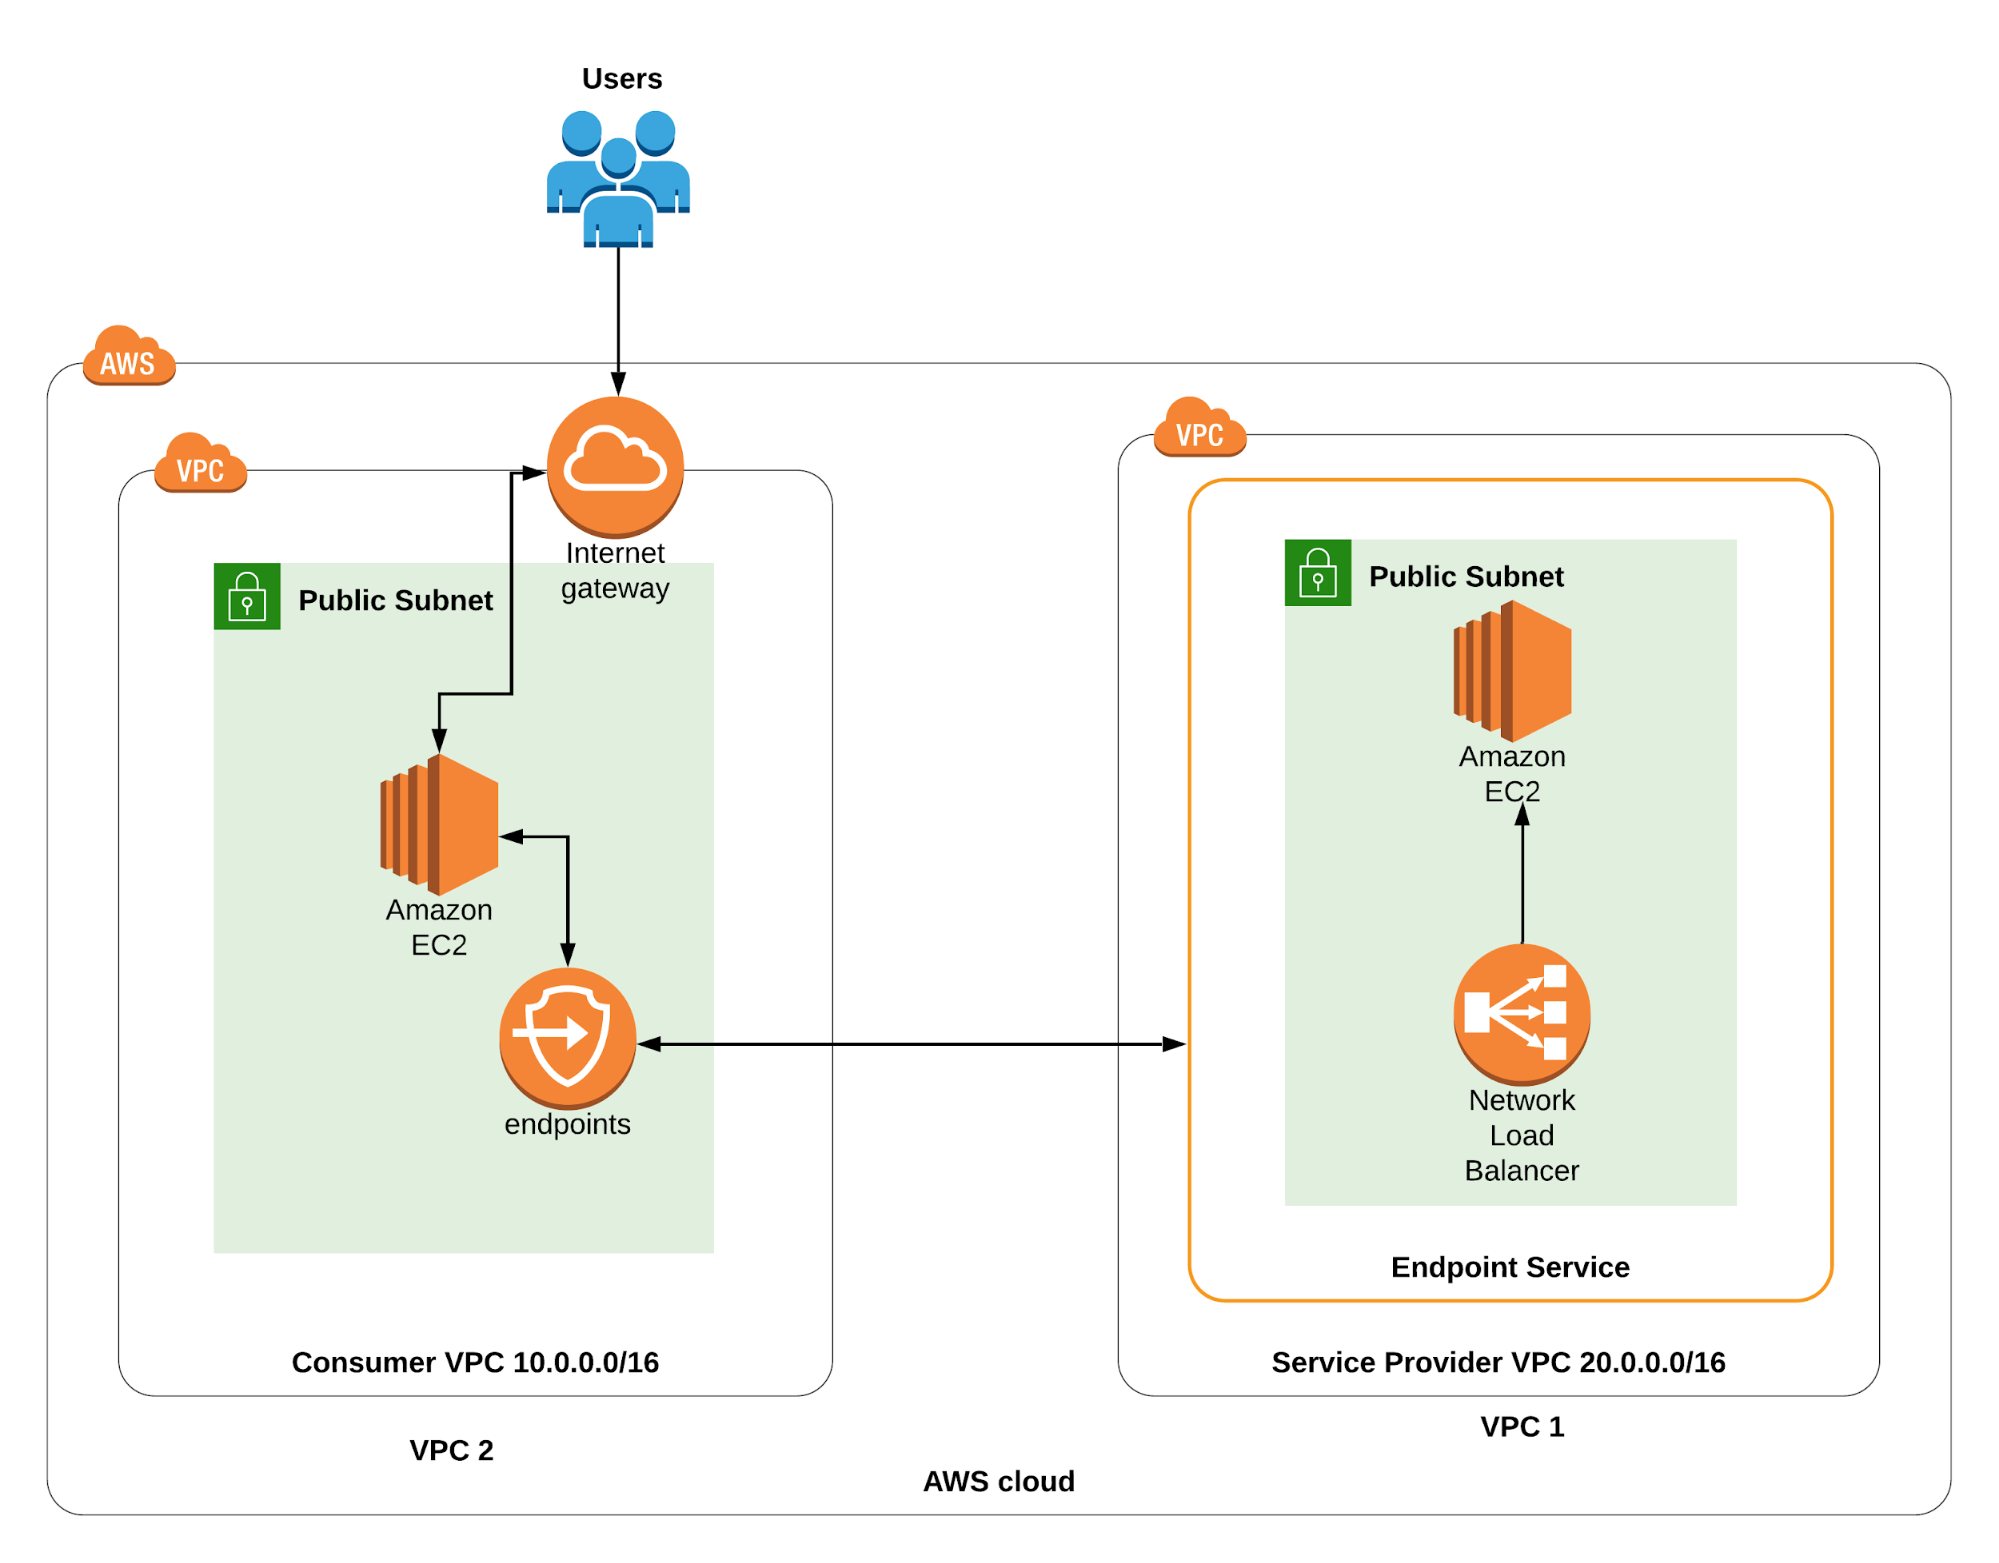 Users
AWS
VPC
Internet
gateway
Public Subnet
Amazon
EC2
endpoints
Consumer VPC 10.0.0.0/16
VPC 2
VPC
Public Subnet
Amazon
EC2
Network
Load
Balancer
Endpoint Service
Service Provider VPC 20.0.0.0/16
VPC 1
AWS cloud